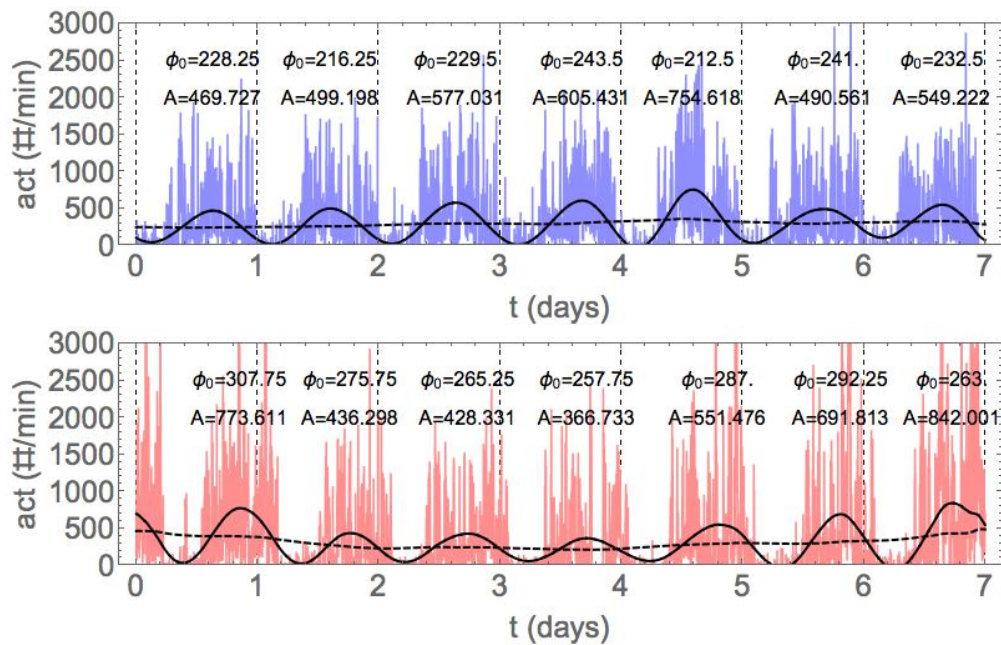 3000
2500
2000
1500
1000
500
0
act (⌗/min)
ϕ0=228.25 ϕ0=216.25 ϕ0=229.5 ϕ0=243.5 ϕ0=212.5 ϕ0=241. ϕ0=232.5
A=469.727 A=499.198 A=577.031 A=605.431 A=754.618 A=490.561 A=549.222
0 1 2 3 4 5 6 7
t (days)
3000
2500
2000
1500
1000
500
0
act (⌗/min)
ϕ0=307.75 ϕ0=275.75 ϕ0=265.25 ϕ0=257.75 ϕ0=287. ϕ0=292.25 ϕ0=263.
A=773.611 A=436.298 A=428.331 A=366.733 A=551.476 A=691.813 A=842.001
0 1 2 3 4 5 6 7
t (days)